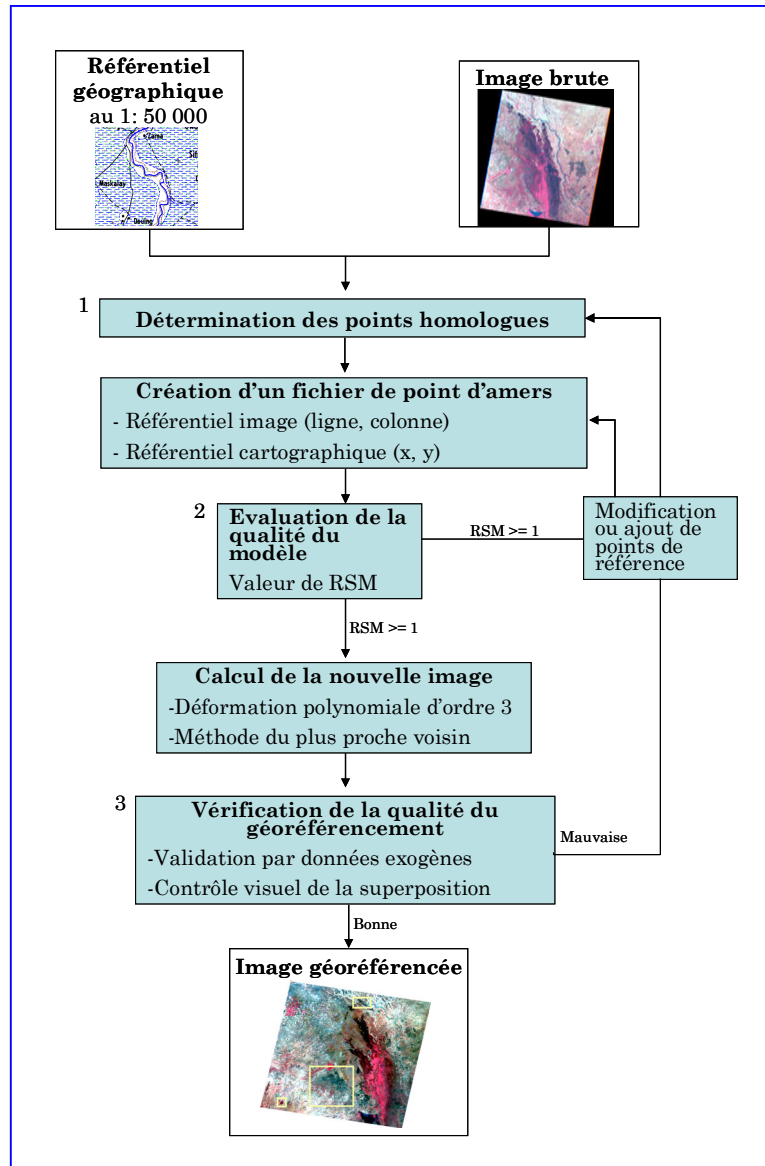 Référentiel
géographique
au 1: 50 000
Zama
Maskalay
Douing
Image brute
1
Détermination des points homologues
Création d'un fichier de point d'amers
- Référentiel image (ligne, colonne)
- Référentiel cartographique (x, y)
2
Evaluation de la
qualité du
modèle
Valeur de RSM
RSM >= 1
Modification
ou ajout de
points de
référence
RSM >= 1
Calcul de la nouvelle image
-Déformation polynomiale d'ordre 3
-Méthode du plus proche voisin
3
Vérification de la qualité du
géoréférencement
-Validation par données exogènes
-Contrôle visuel de la superposition
Mauvaise
Bonne
Image géoréférencée